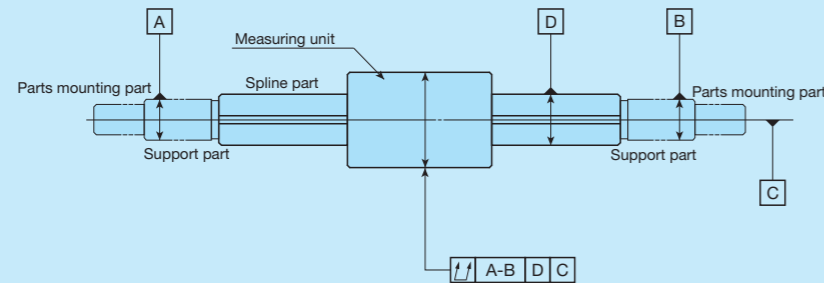 A
D
B
Measuring unit
Parts mounting part
Spline part
Parts mounting part
Support part
Support part
C
A-B D C